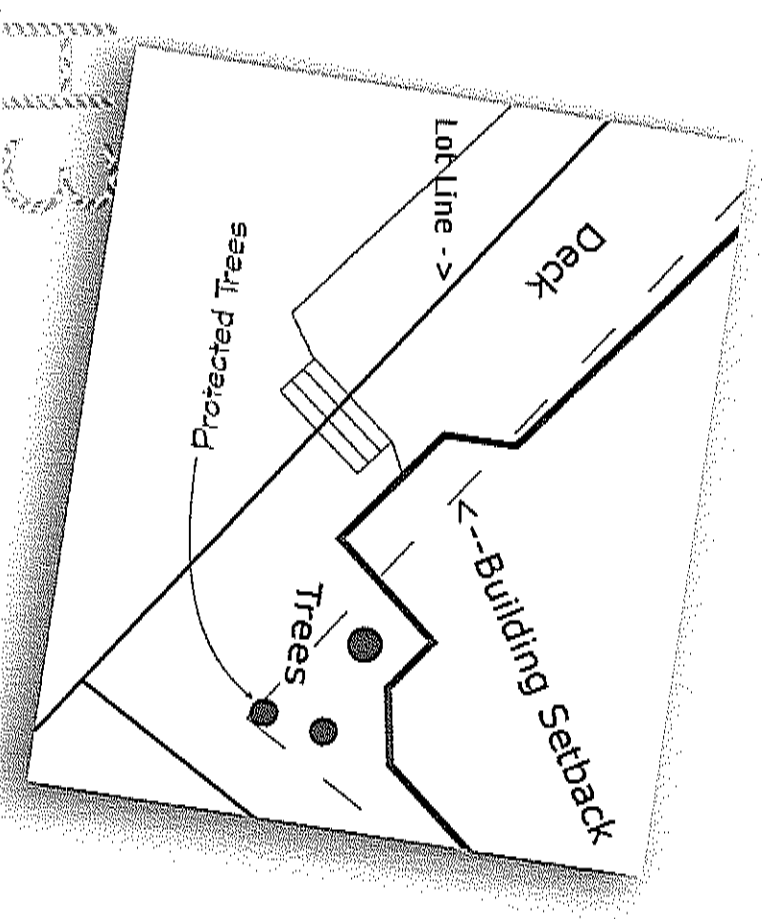 Lot Line ->
Deck
Protected Trees
<---Building Setback
Trees